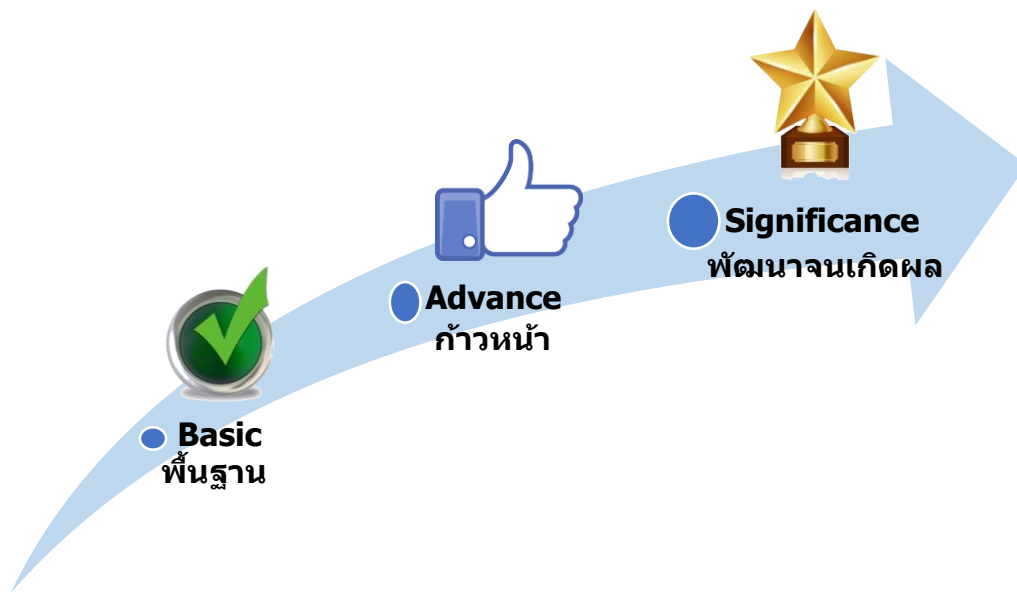 Basic
พื้นฐาน
Advance
ก้าวหน้า
Significance
พัฒนาจนเกิดผล